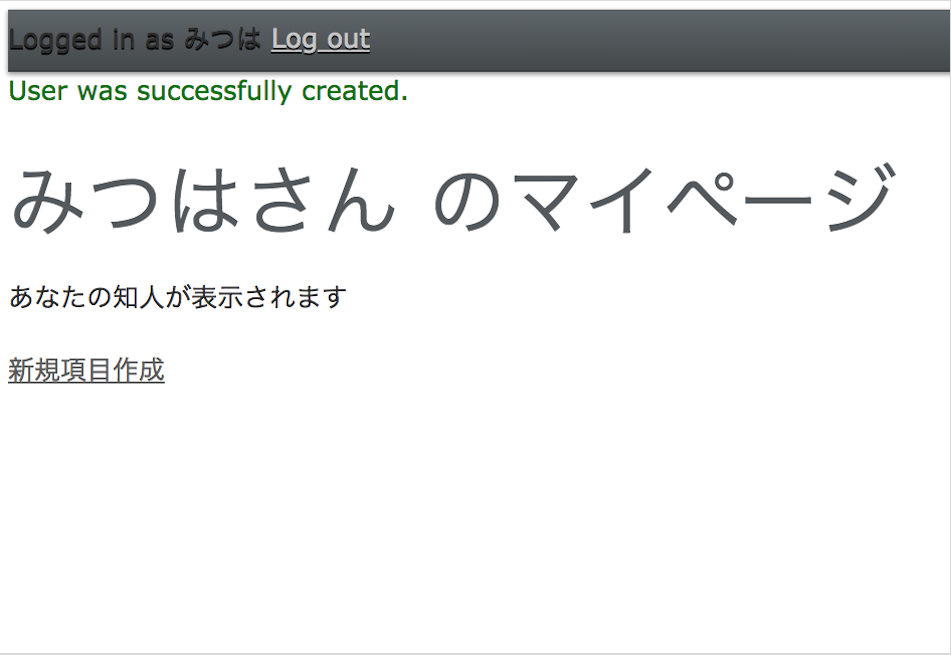 Logged in as みつは Log out
User was successfully created.
みつはさん のマイページ
あなたの知人が表示されます
新規項目作成